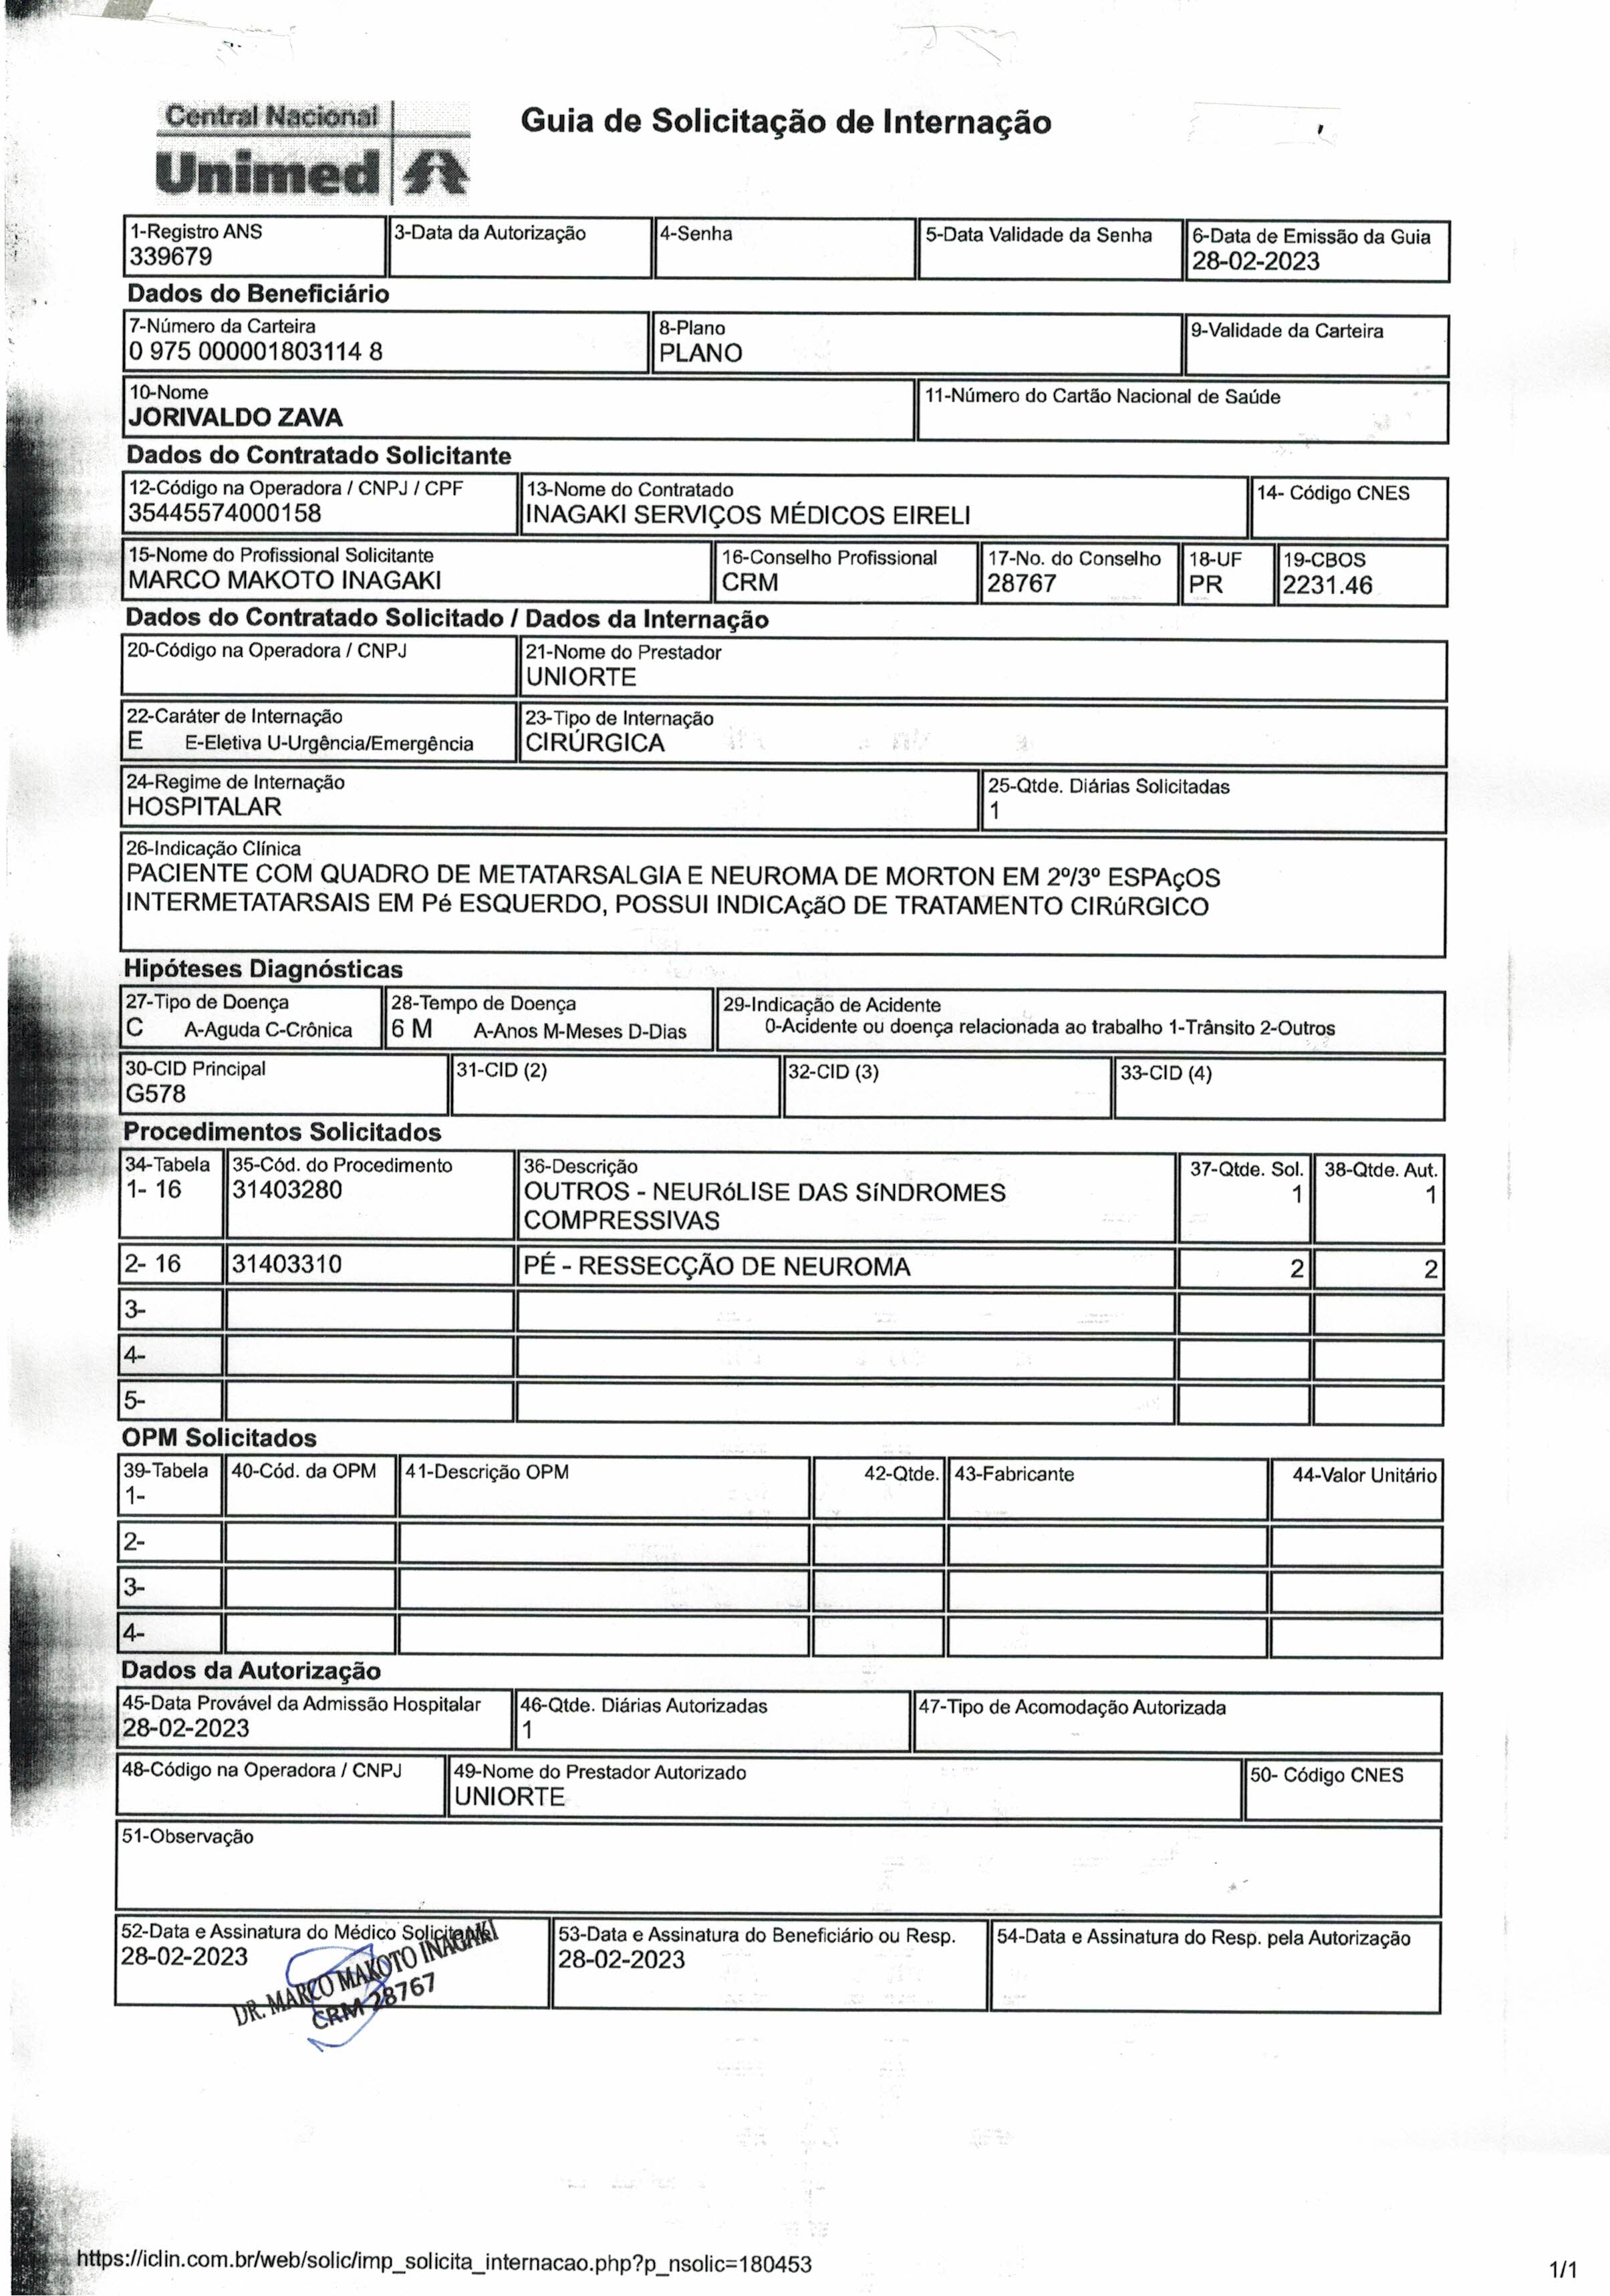 Central Nacional
Unimed
Guia de Solicitação de Internação
1-Registro ANS 3-Data da Autorização 4-Senha 5-Data Validade da Senha 6-Data de Emissão da Guia
339679 28-02-2023
Dados do Beneficiário
7-Número da Carteira 8-Plano 9-Validade da Carteira
0 975 000001803114 8 PLANO
10-Nome 11-Número do Cartão Nacional de Saúde
JORIVALDO ZAVA
Dados do Contratado Solicitante
12-Código na Operadora / CNPJ / CPF 13-Nome do Contratado 14- Código CNES
35445574000158 INAGAKI SERVIÇOS MÉDICOS EIRELI
15-Nome do Profissional Solicitante 16-Conselho Profissional 17-No. do Conselho 18-UF 19-CBOS
MARCO MAKOTO INAGAKI CRM 28767 PR 2231.46
Dados do Contratado Solicitado / Dados da Internação
20-Código na Operadora / CNPJ 21-Nome do Prestador
UNIORTE
22-Caráter de Internação 23-Tipo de Internação
E E-Eletiva U-Urgência/Emergência CIRÚRGICA
24-Regime de Internação 25-Qtde. Diárias Solicitadas
HOSPITALAR 1
26-Indicação Clínica
PACIENTE COM QUADRO DE METATARSALGIA E NEUROMA DE MORTON EM 2º/3º ESPAçOS
INTERMETATARSAIS EM Pé ESQUERDO, POSSUI INDICAçãO DE TRATAMENTO CIRúRGICO
Hipóteses Diagnósticas
27-Tipo de Doença 28-Tempo de Doença 29-Indicação de Acidente
C A-Aguda C-Crônica 6 M A-Anos M-Meses D-Dias 0-Acidente ou doença relacionada ao trabalho 1-Trânsito 2-Outros
30-CID Principal 31-CID (2) 32-CID (3) 33-CID (4)
G578
Procedimentos Solicitados
34-Tabela 35-Cód. do Procedimento 36-Descrição 37-Qtde. Sol. 38-Qtde. Aut.
1- 16 31403280 OUTROS - NEURóLISE DAS SíNDROMES 1 1
COMPRESSIVAS
2- 16 31403310 PÉ - RESSECÇÃO DE NEUROMA 2 2
3-
4-
5-
OPM Solicitados
39-Tabela 40-Cód. da OPM 41-Descrição OPM 42-Qtde. 43-Fabricante 44-Valor Unitário
1-
2-
3-
4-
Dados da Autorização
45-Data Provável da Admissão Hospitalar 46-Qtde. Diárias Autorizadas 47-Tipo de Acomodação Autorizada
28-02-2023 1
48-Código na Operadora / CNPJ 49-Nome do Prestador Autorizado 50- Código CNES
UNIORTE
51-Observação
52-Data e Assinatura do Médico Solicitante 53-Data e Assinatura do Beneficiário ou Resp. 54-Data e Assinatura do Resp. pela Autorização
28-02-2023 28-02-2023
DR. MARCO MAKOTO INAGAKI
CRM 28767
https://iclin.com.br/web/solic/imp_solicita_internacao.php?p_nsolic=180453 1/1